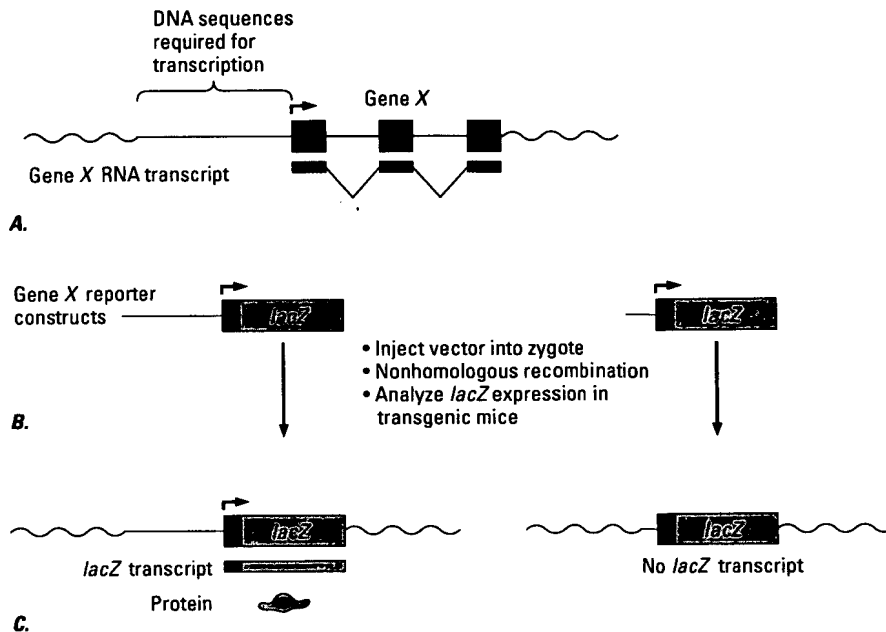 DNA sequences
required for
transcription
Gene X
Gene X RNA transcript
A.
Gene X reporter
constructs
lacZ
lacZ
• Inject vector into zygote
• Nonhomologous recombination
• Analyze lacZ expression in
transgenic mice
B.
lacZ
lacZ
lacZ transcript
No lacZ transcript
Protein
C.